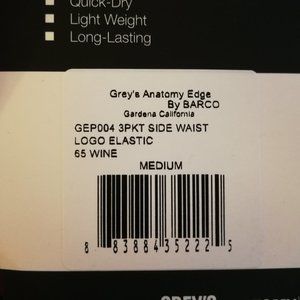 Quick-Dry
Light Weight
Long-Lasting
Grey's Anatomy Edge
By BARCO
Gardena California
GEP004 3PKT SIDE WAIST
LOGO ELASTIC
65 WINE
MEDIUM
8 83884 35222 5
GREY'S